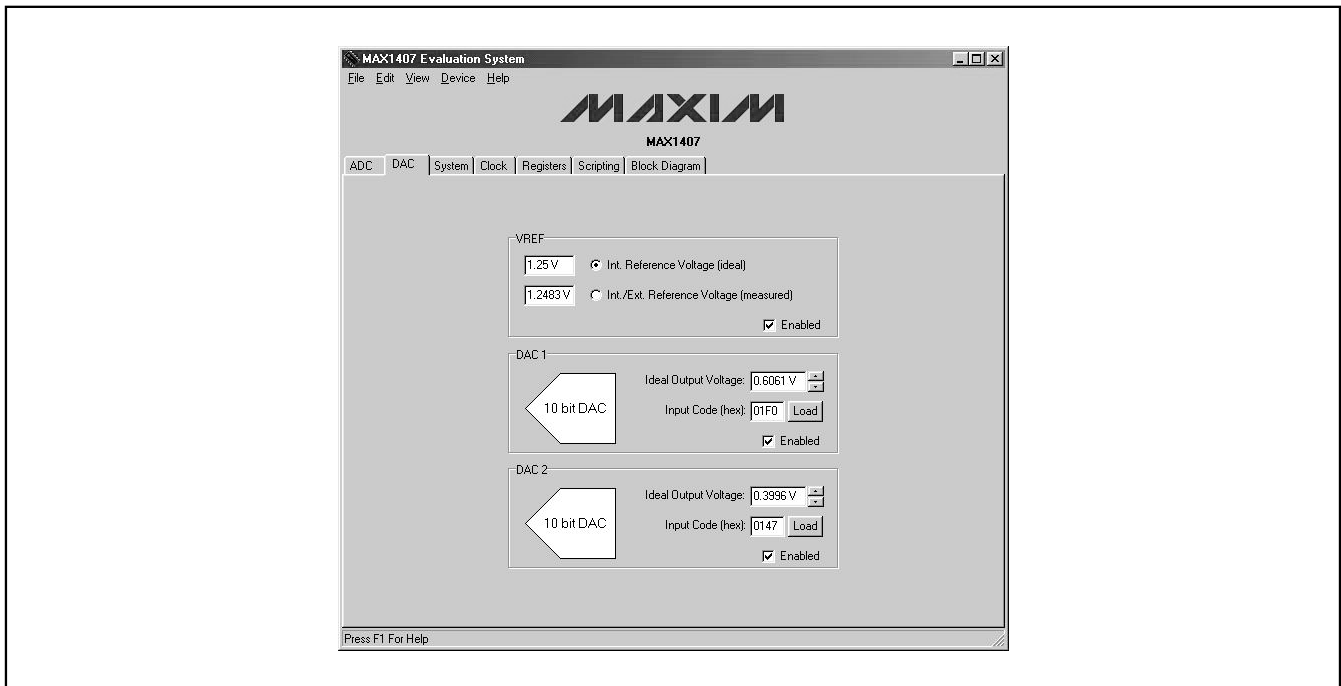 MAX1407 Evaluation System
File Edit View Device Help
MAXIM
MAX1407
ADC DAC System Clock Registers Scripting Block Diagram
VREF
1.25 V Int. Reference Voltage (ideal)
1.2483 V Int./Ext. Reference Voltage (measured)
Enabled
DAC 1
Ideal Output Voltage: 0.6061 V
10 bit DAC
Input Code (hex): 01F0 Load
Enabled
DAC 2
Ideal Output Voltage: 0.3996 V
10 bit DAC
Input Code (hex): 0147 Load
Enabled
Press F1 For Help